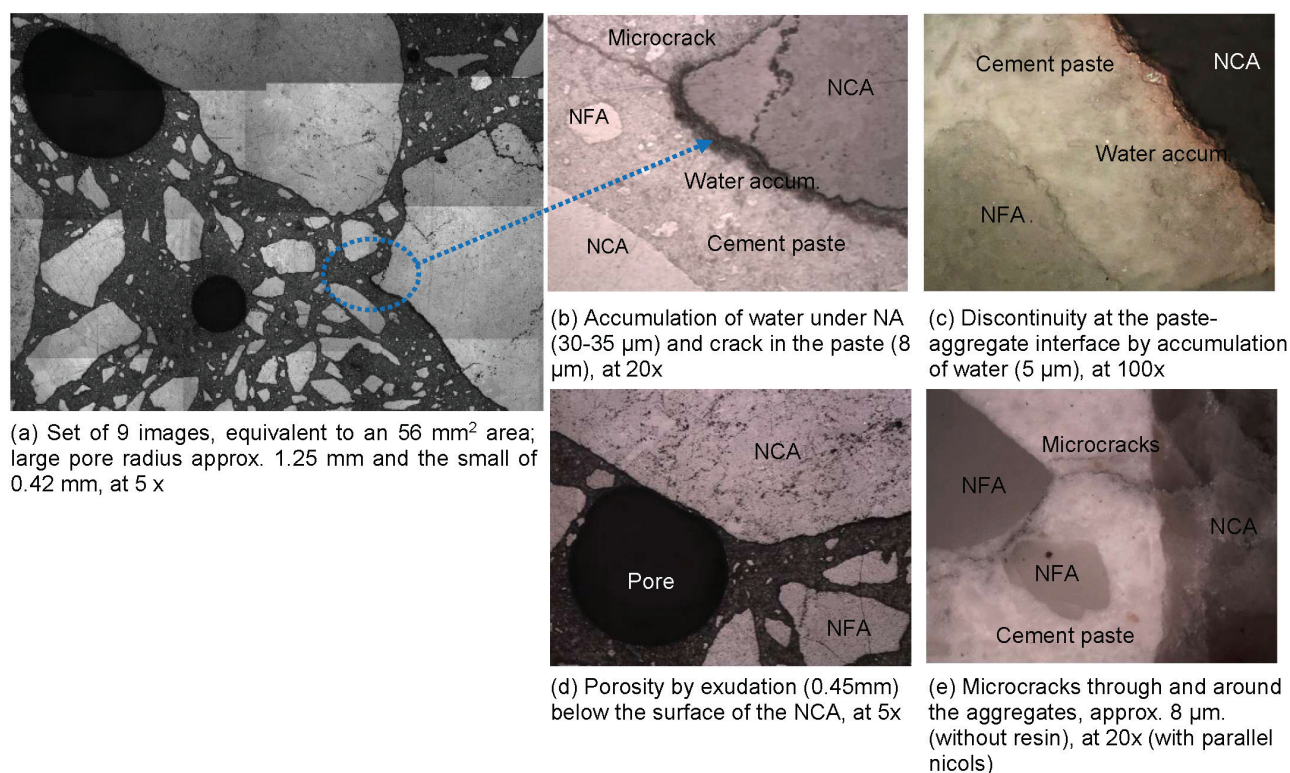 Microcrack
NCA
NFA
Water accum.
NCA
Cement paste
Cement paste
NCA
Water accum.
NFA .
(a) Set of 9 images, equivalent to an 56 mm² area;
large pore radius approx. 1.25 mm and the small of
0.42 mm, at 5 x
(b) Accumulation of water under NA
(30-35 µm) and crack in the paste (8
µm), at 20x
(c) Discontinuity at the paste-
aggregate interface by accumulation
of water (5 µm), at 100x
NCA
Pore
NFA
Microcracks
NFA
NCA
NFA
Cement paste
(d) Porosity by exudation (0.45mm)
below the surface of the NCA, at 5x
(e) Microcracks through and around
the aggregates, approx. 8 µm.
(without resin), at 20x (with parallel
nicols)